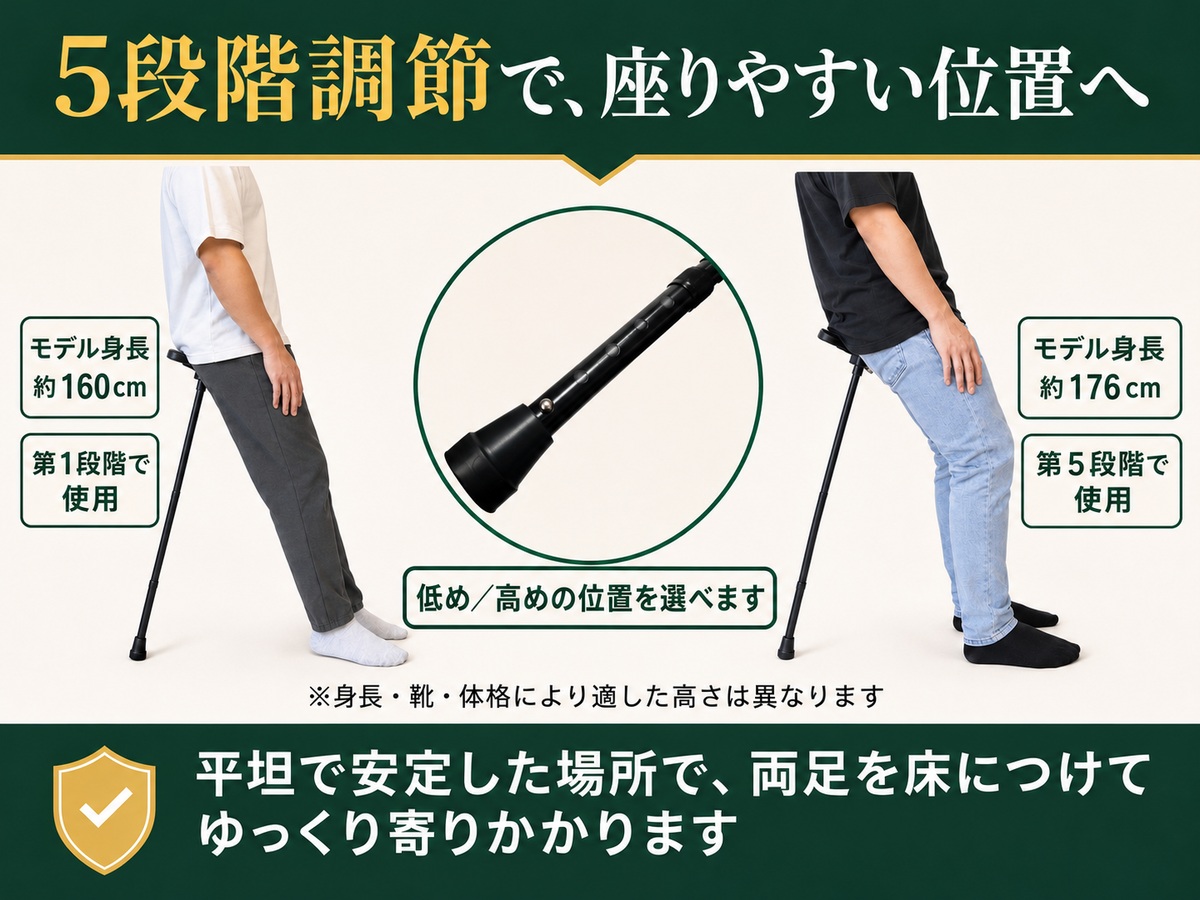 5段階調節で、座りやすい位置へ
モデル身長
約160cm
第1段階で
使用
低め／高めの位置を選べます
モデル身長
約176cm
第5段階で
使用
※身長・靴・体格により適した高さは異なります
平坦で安定した場所で、両足を床につけて
ゆっくり寄りかかります